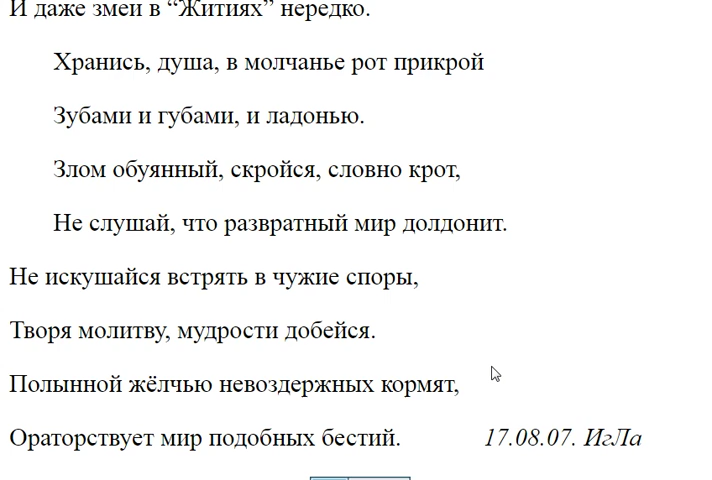 И даже змеи в “Житиях” нередко.
Хранись, душа, в молчанье рот прикрой
Зубами и губами, и ладонью.
Злом обуянный, скройся, словно крот,
Не слушай, что развратный мир долдонит.
Не искушайся встрять в чужие споры,
Творя молитву, мудрости добейся.
Полынной жёлчью невоздержных кормят,
Ораторствует мир подобных бестий. 17.08.07. ИгЛа